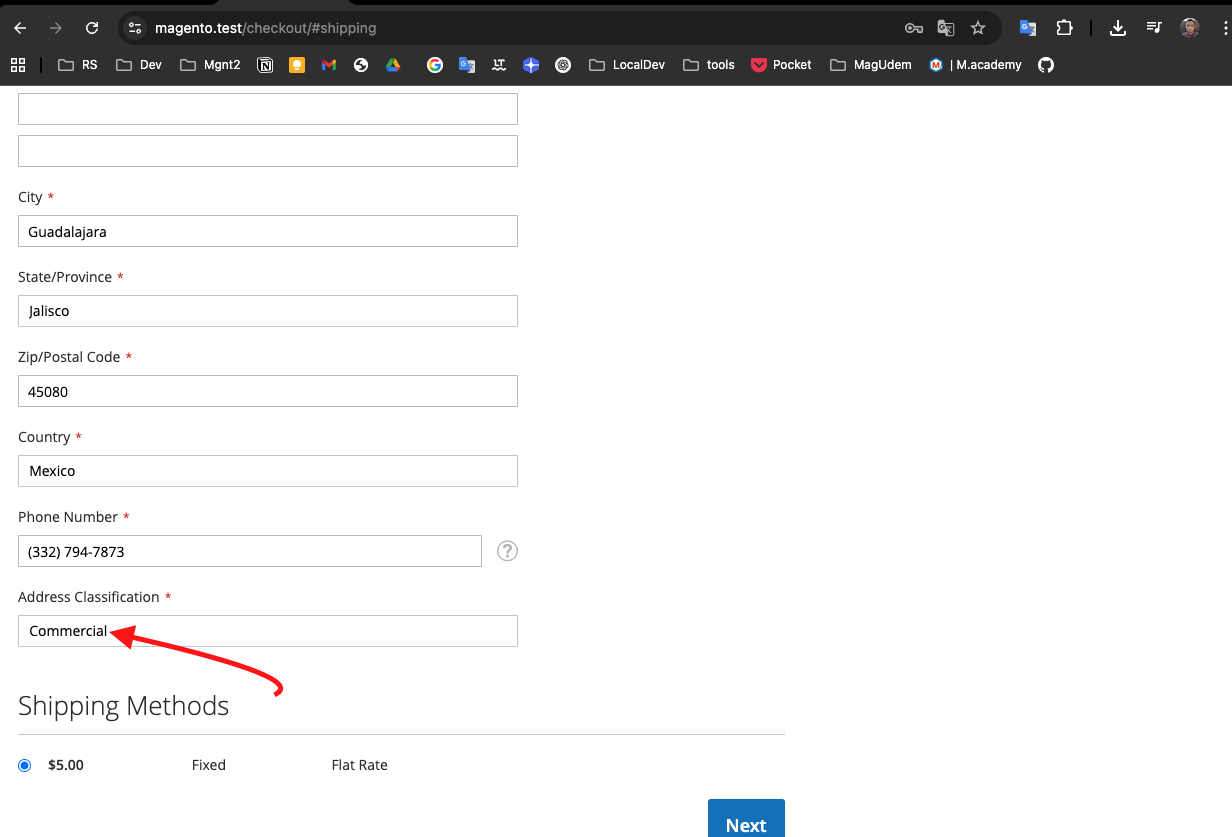 magento.test/checkout/#shipping
RS Dev Mgnt2 LocalDev tools Pocket MagUdem | M.academy
City *
Guadalajara
State/Province *
Jalisco
Zip/Postal Code *
45080
Country *
Mexico
Phone Number *
(332) 794-7873 ?
Address Classification *
Commercial
Shipping Methods
$5.00 Fixed Flat Rate
Next